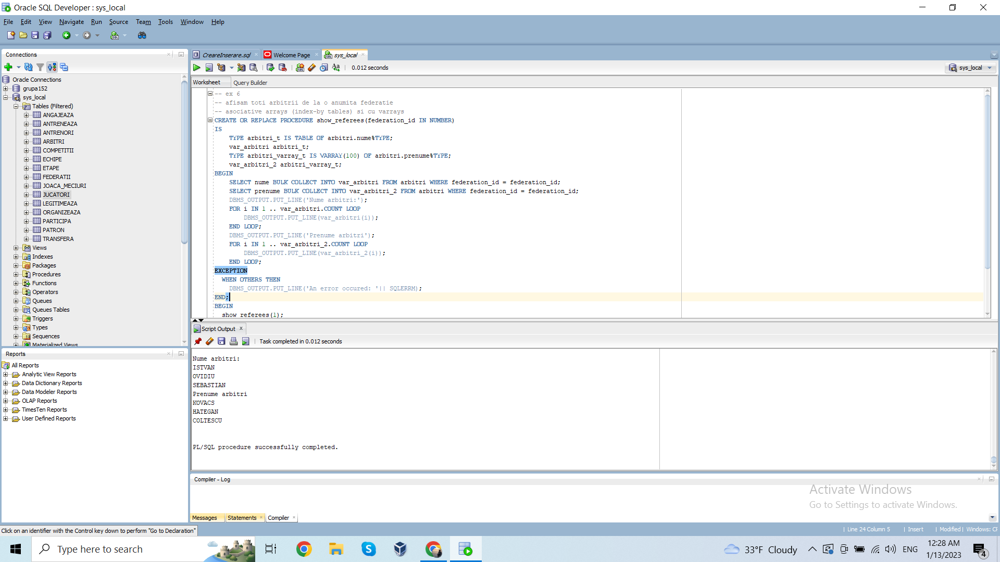 Oracle SQL Developer : sys_local
File Edit View Navigate Run Source Team Tools Window Help
Connections
Oracle Connections
grupa152
sys_local
Tables (Filtered)
ANGAJEAZA
ANTRENEAZA
ANTRENORI
ARBITRI
COMPETITII
ECHIPE
ETAPE
FEDERATII
JOACA_MECIURI
JUCATORI
LEGITIMEAZA
ORGANIZEAZA
PARTICIPA
PATRON
TRANSFERA
Views
Indexes
Packages
Procedures
Functions
Operators
Queues
Queues Tables
Triggers
Types
Sequences
Materialized Views
Reports
All Reports
Analytic View Reports
Data Dictionary Reports
Data Modeler Reports
OLAP Reports
TimesTen Reports
User Defined Reports
CreareInserare.sql Welcome Page sys_local
0.012 seconds sys_local
Worksheet Query Builder
-- ex 6
-- afisam toti arbitrii de la o anumita federatie
-- asociative arrays (index-by tables) si cu varrays
CREATE OR REPLACE PROCEDURE show_referees(federation_id IN NUMBER)
IS
TYPE arbitri_t IS TABLE OF arbitri.nume%TYPE;
var_arbitri arbitri_t;
TYPE arbitri_varray_t IS VARRAY(100) OF arbitri.prenume%TYPE;
var_arbitri_2 arbitri_varray_t;
BEGIN
SELECT nume BULK COLLECT INTO var_arbitri FROM arbitri WHERE federation_id = federation_id;
SELECT prenume BULK COLLECT INTO var_arbitri_2 FROM arbitri WHERE federation_id = federation_id;
DBMS_OUTPUT.PUT_LINE('Nume arbitri:');
FOR i IN 1 .. var_arbitri.COUNT LOOP
DBMS_OUTPUT.PUT_LINE(var_arbitri(i));
END LOOP;
DBMS_OUTPUT.PUT_LINE('Prenume arbitri');
FOR i IN 1 .. var_arbitri_2.COUNT LOOP
DBMS_OUTPUT.PUT_LINE(var_arbitri_2(i));
END LOOP;
EXCEPTION
WHEN OTHERS THEN
DBMS_OUTPUT.PUT_LINE('An error occured: '|| SQLERRM);
END;
BEGIN
show_referees(1);
Script Output
Task completed in 0.012 seconds
Nume arbitri:
ISTVAN
OVIDIU
SEBASTIAN
Prenume arbitri
KOVACS
HATEGAN
COLTESCU
PL/SQL procedure successfully completed.
Compiler - Log
Activate Windows
Go to Settings to activate Windows.
Messages Statements Compiler
Click on an identifier with the Control key down to perform "Go to Declaration"
Line 24 Column 5 Insert Modified Windows: CF
Type here to search
33°F Cloudy ENG 12:28 AM
1/13/2023
4